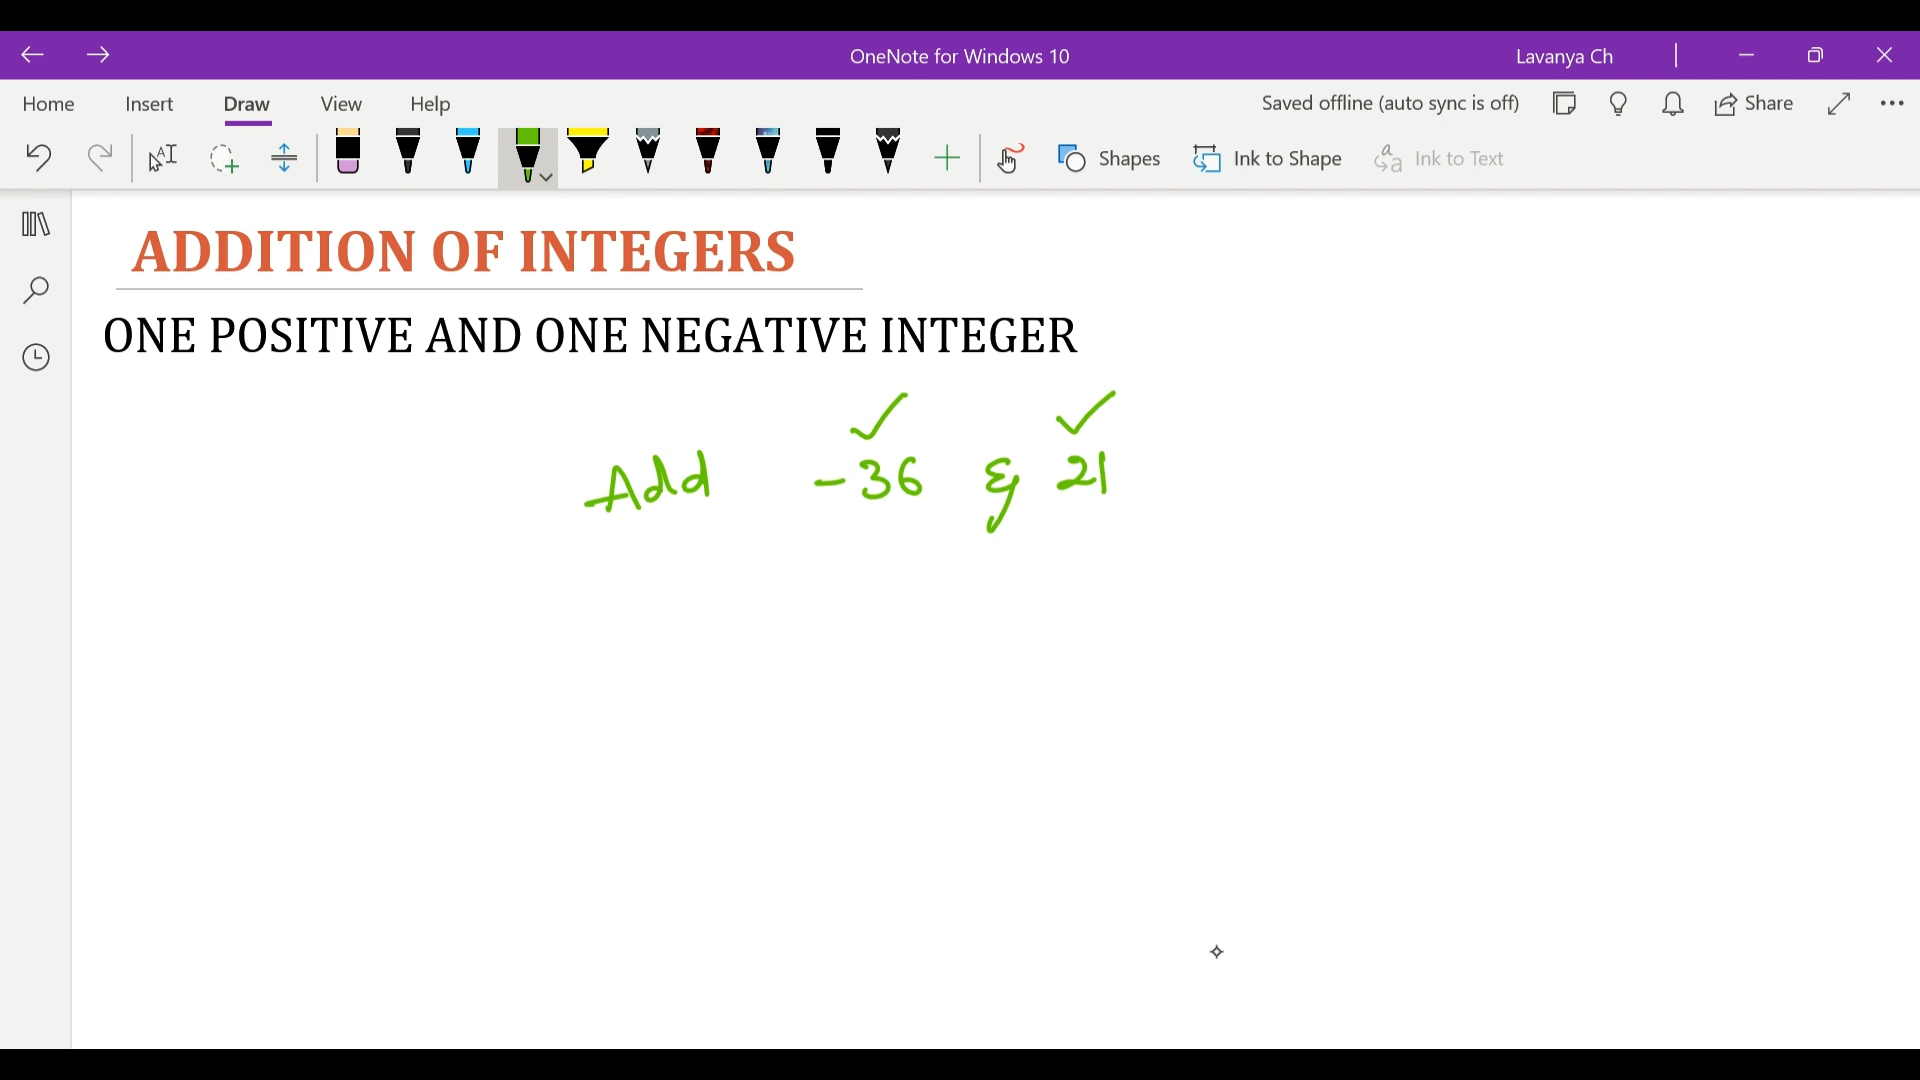 OneNote for Windows 10
Lavanya Ch
Home Insert Draw View Help
Saved offline (auto sync is off)
Share
Shapes
Ink to Shape
Ink to Text
ADDITION OF INTEGERS
ONE POSITIVE AND ONE NEGATIVE INTEGER
Add -36 & 21